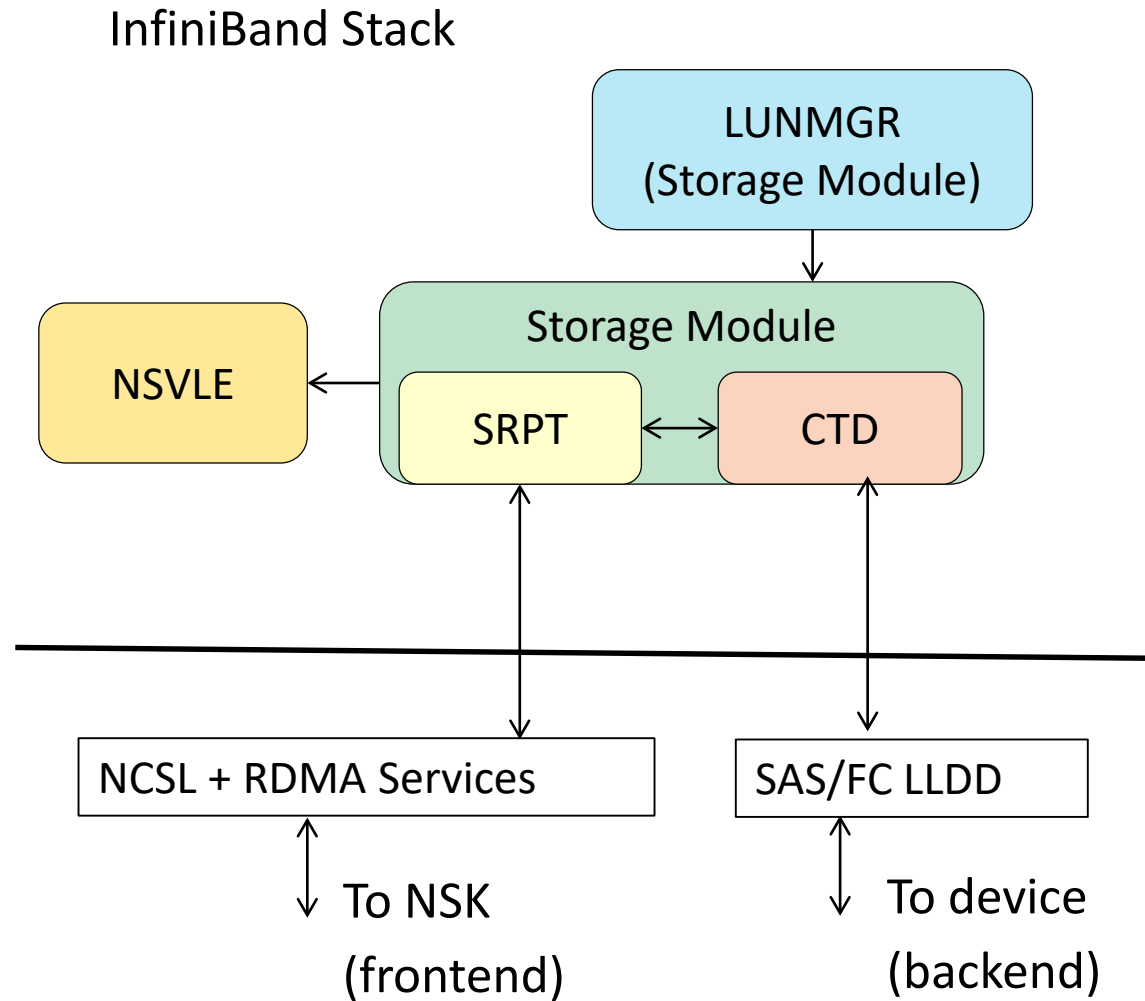 InfiniBand Stack
LUNMGR
(Storage Module)
Storage Module
NSVLE
SRPT
CTD
NCSL + RDMA Services
SAS/FC LLDD
To NSK
(frontend)
To device
(backend)